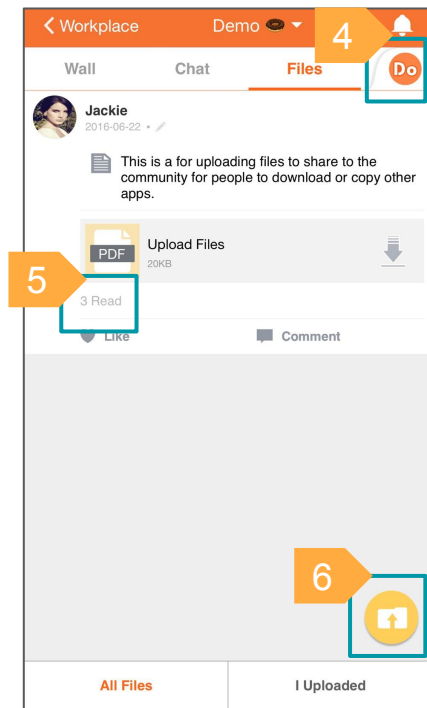 Workplace
Demo
4
Wall
Chat
Files
Do
Jackie
2016-06-22 •
This is a for uploading files to share to the
community for people to download or copy other
apps.
PDF
Upload Files
20KB
5
3 Read
Like
Comment
6
All Files
I Uploaded